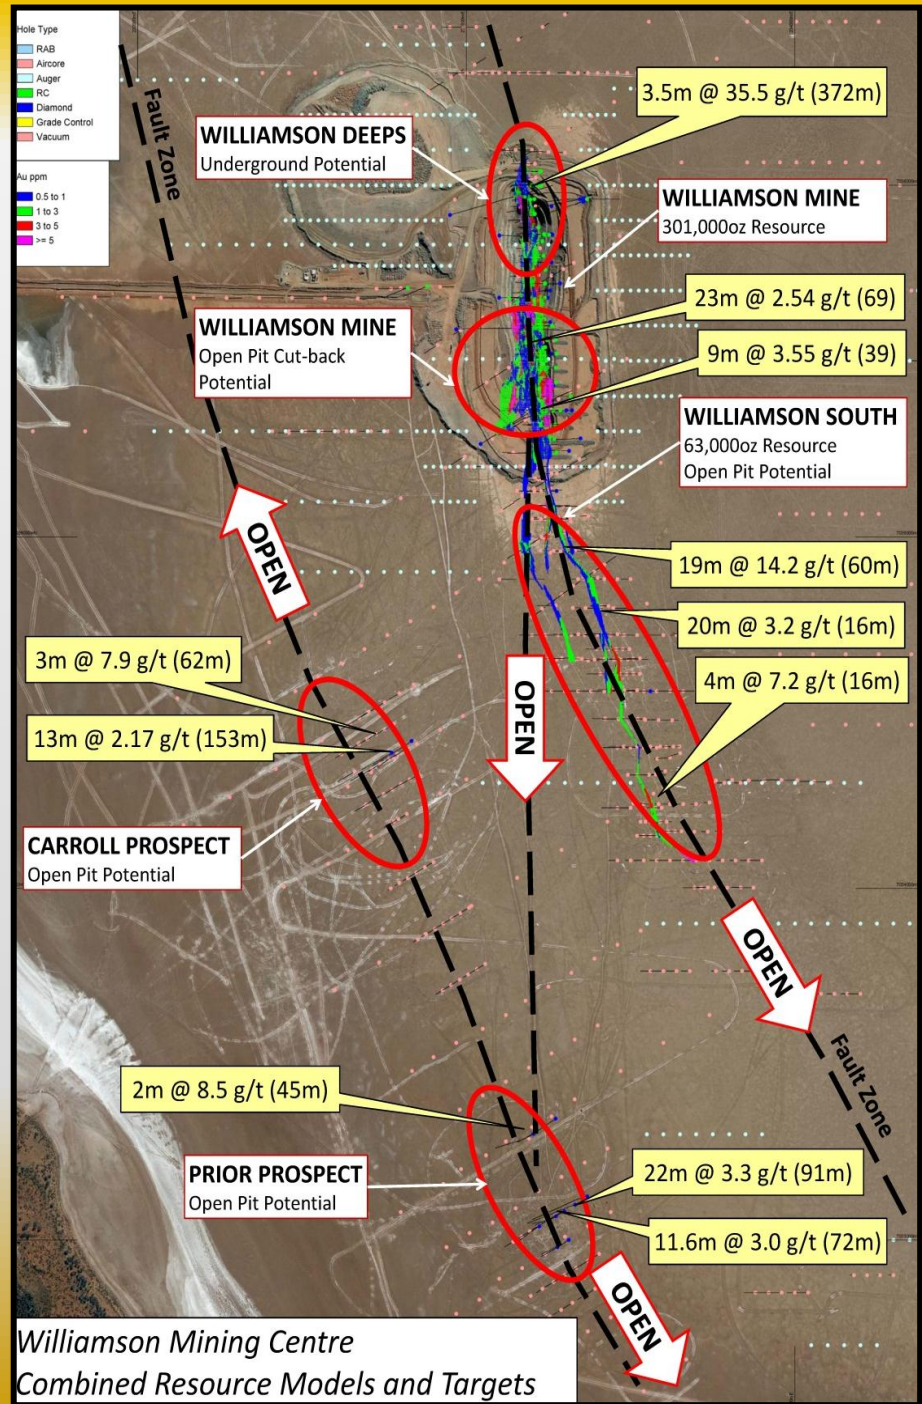 Hole Type
RAB
Aircore
Auger
RC
Diamond
Grade Control
Vacuum
Au ppm
0.5 to 1
1 to 3
3 to 5
>= 5
Fault Zone
3.5m @ 35.5 g/t (372m)
WILLIAMSON DEEPS
Underground Potential
WILLIAMSON MINE
301,000oz Resource
23m @ 2.54 g/t (69)
WILLIAMSON MINE
Open Pit Cut-back
Potential
9m @ 3.55 g/t (39)
WILLIAMSON SOUTH
63,000oz Resource
Open Pit Potential
OPEN
19m @ 14.2 g/t (60m)
20m @ 3.2 g/t (16m)
3m @ 7.9 g/t (62m)
4m @ 7.2 g/t (16m)
OPEN
13m @ 2.17 g/t (153m)
CARROLL PROSPECT
Open Pit Potential
OPEN
Fault Zone
2m @ 8.5 g/t (45m)
PRIOR PROSPECT
Open Pit Potential
22m @ 3.3 g/t (91m)
11.6m @ 3.0 g/t (72m)
OPEN
Williamson Mining Centre
Combined Resource Models and Targets